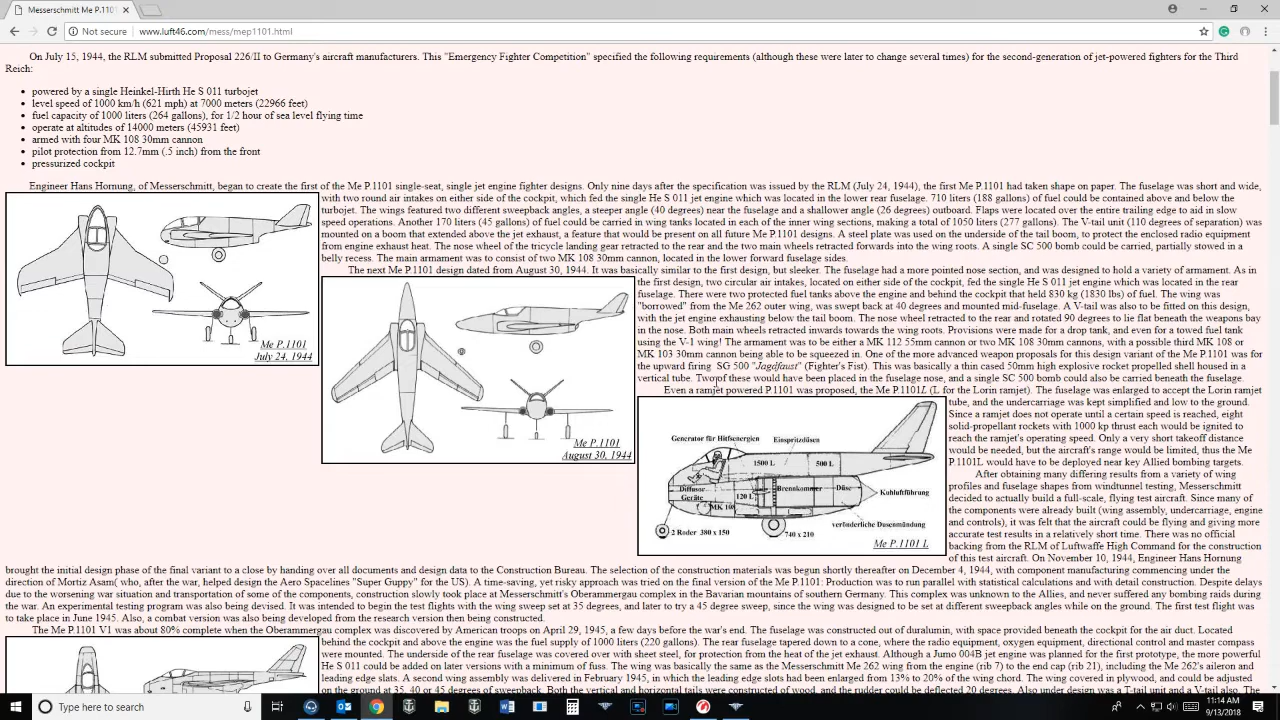 Messerschmitt Me P.1101
Not secure
www.luft46.com/mess/mep1101.html
On July 15, 1944, the RLM submitted Proposal 226/II to Germany's aircraft manufacturers. This "Emergency Fighter Competition" specified the following requirements (although these were later to change several times) for the second-generation of jet-powered fighters for the Third
Reich:
powered by a single Heinkel-Hirth He S 011 turbojet
level speed of 1000 km/h (621 mph) at 7000 meters (22966 feet)
fuel capacity of 1000 liters (264 gallons), for 1/2 hour of sea level flying time
operate at altitudes of 14000 meters (45931 feet)
armed with four MK 108 30mm cannon
pilot protection from 12.7mm (.5 inch) from the front
pressurized cockpit
Engineer Hans Hornung, of Messerschmitt, began to create the first of the Me P.1101 single-seat, single jet engine fighter designs. Only nine days after the specification was issued by the RLM (July 24, 1944), the first Me P.1101 had taken shape on paper. The fuselage was short and wide,
with two round air intakes on either side of the cockpit, which fed the single He S 011 jet engine which was located in the lower rear fuselage. 710 liters (188 gallons) of fuel could be contained above and below the
turbojet. The wings featured two different sweepback angles, a steeper angle (40 degrees) near the fuselage and a shallower angle (26 degrees) outboard. Flaps were located over the entire trailing edge to aid in slow
speed operations. Another 170 liters (45 gallons) of fuel could be carried in wing tanks located in each of the inner wing sections, making a total of 1050 liters (277 gallons). The V-tail unit (110 degrees of separation) was
mounted on a boom that extended above the jet exhaust, a feature that would be present on all future Me P.1101 designs. A steel plate was used on the underside of the tail boom, to protect the enclosed radio equipment
from engine exhaust heat. The nose wheel of the tricycle landing gear retracted to the rear and the two main wheels retracted forwards into the wing roots. A single SC 500 bomb could be carried, partially stowed in a
belly recess. The main armament was to consist of two MK 108 30mm cannon, located in the lower forward fuselage sides.
Me P.1101
July 24, 1944
The next Me P.1101 design dated from August 30, 1944. It was basically similar to the first design, but sleeker. The fuselage had a more pointed nose section, and was designed to hold a variety of armament. As in
the first design, two circular air intakes, located on either side of the cockpit, fed the single He S 011 jet engine which was located in the rear
fuselage. There were two protected fuel tanks above the engine and behind the cockpit that held 830 kg (1830 lbs) of fuel. The wing was
"borrowed" from the Me 262 outer wing, was swept back at 40 degrees and mounted mid-fuselage. A V-tail was also to be fitted on this design,
with the jet engine exhausting below the tail boom. The nose wheel retracted to the rear and rotated 90 degrees to lie flat beneath the weapons bay
in the nose. Both main wheels retracted inwards towards the wing roots. Provisions were made for a drop tank, and even for a towed fuel tank
using the V-1 wing! The armament was to be either a MK 112 55mm cannon or two MK 108 30mm cannons, with a possible third MK 108 or
MK 103 30mm cannon being able to be squeezed in. One of the more advanced weapon proposals for this design variant of the Me P.1101 was for
the upward firing SG 500 "Jagdfaust" (Fighter's Fist). This was basically a thin cased 50mm high explosive rocket propelled shell housed in a
vertical tube. Two of these would have been placed in the fuselage nose, and a single SC 500 bomb could also be carried beneath the fuselage.
Me P.1101
August 30, 1944
Even a ramjet powered P.1101 was proposed, the Me P.1101L (L for the Lorin ramjet). The fuselage was enlarged to accept the Lorin ramjet
tube, and the undercarriage was kept simplified and low to the ground.
Since a ramjet does not operate until a certain speed is reached, eight
solid-propellant rockets with 1000 kp thrust each would be ignited to
reach the ramjet's operating speed. Only a very short takeoff distance
would be needed, but the aircraft's range would be limited, thus the Me
P.1101L would have to be deployed near key Allied bombing targets.
Generator für Hilfsenergien
Einspritzdüsen
1500 L
500 L
Diffusor
Geräte
120 L
Brennkammer
Düse
Kuhluftführung
MK 108
verönderliche Dusenmündung
2 Rader 380 x 150
740 x 210
Me P.1101 L
After obtaining many differing results from a variety of wing
profiles and fuselage shapes from windtunnel testing, Messerschmitt
decided to actually build a full-scale, flying test aircraft. Since many of
the components were already built (wing assembly, undercarriage, engine
and controls), it was felt that the aircraft could be flying and giving more
accurate test results in a relatively short time. There was no official
backing from the RLM of Luftwaffe High Command for the construction
of this test aircraft. On November 10, 1944, Engineer Hans Hornung
brought the initial design phase of the final variant to a close by handing over all documents and design data to the Construction Bureau. The selection of the construction materials was begun shortly thereafter on December 4, 1944, with component manufacturing commencing under the
direction of Mortiz Asam( who, after the war, helped design the Aero Spacelines "Super Guppy" for the US). A time-saving, yet risky approach was tried on the final version of the Me P.1101: Production was to run parallel with statistical calculations and with detail construction. Despite delays
due to the worsening war situation and transportation of some of the components, construction slowly took place at Messerschmitt's Oberammergau complex in the Bavarian mountains of southern Germany. This complex was unknown to the Allies, and never suffered any bombing raids during
the war. An experimental testing program was also being devised. It was intended to begin the test flights with the wing sweep set at 35 degrees, and later to try a 45 degree sweep, since the wing was designed to be set at different sweepback angles while on the ground. The first test flight was
to take place in June 1945. Also, a combat version was also being developed from the research version then being constructed.
The Me P.1101 V1 was about 80% complete when the Oberammergau complex was discovered by American troops on April 29, 1945, a few days before the war's end. The fuselage was constructed out of duralumin, with space provided beneath the cockpit for the air duct. Located
behind the cockpit and above the engine was the fuel supply of 1000 liters (220 gallons). The rear fuselage tapered down to a cone, where the radio equipment, oxygen equipment, directional control and master compass
were mounted. The underside of the rear fuselage was covered over with sheet steel, for protection from the heat of the jet exhaust. Although a Jumo 004B jet engine was planned for the first prototype, the more powerful
He S 011 could be added on later versions with a minimum of fuss. The wing was basically the same as the Messerschmitt Me 262 wing from the engine (rib 7) to the end cap (rib 21), including the Me 262's aileron and
leading edge slats. A second wing assembly was delivered in February 1945, in which the leading edge slots had been enlarged from 13% to 20% of the wing chord. The wing was covered in plywood, and could be adjusted
on the ground at 35, 40 or 45 degrees of sweepback. Both the vertical and horizontal tails were constructed of wood, and the rudder could be deflected 20 degrees. Also under design was a T-tail unit and a V-tail also. The
Type here to search
11:14 AM
9/13/2018